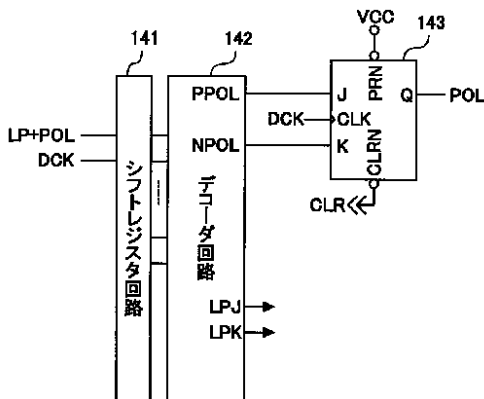 141
142
VCC
143
PPOL
J
PRN
Q
POL
LP+POL
DCK
CLK
DCK
NPOL
K
CLRN
CLR
シフトレジスタ回路
デコーダ回路
LPJ
LPK